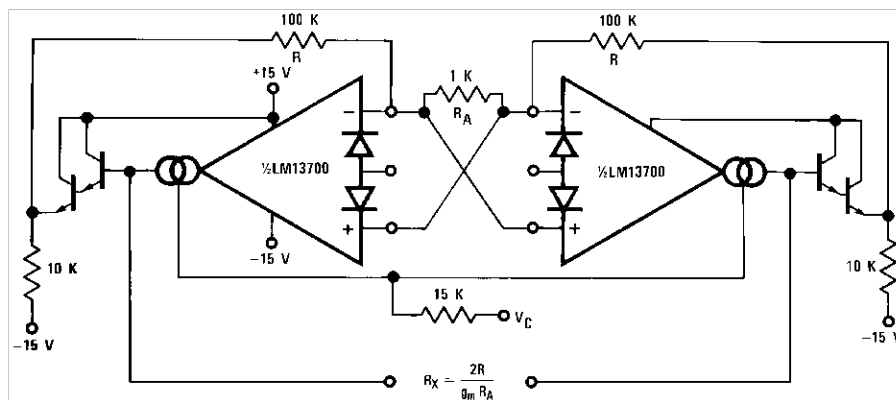 100 K
R
100 K
R
+15 V
1 K
R_A
−
−
½LM13700
½LM13700
+
+
10 K
−15 V
−15 V
15 K
V_C
10 K
−15 V
R_X = 2R / g_m R_A